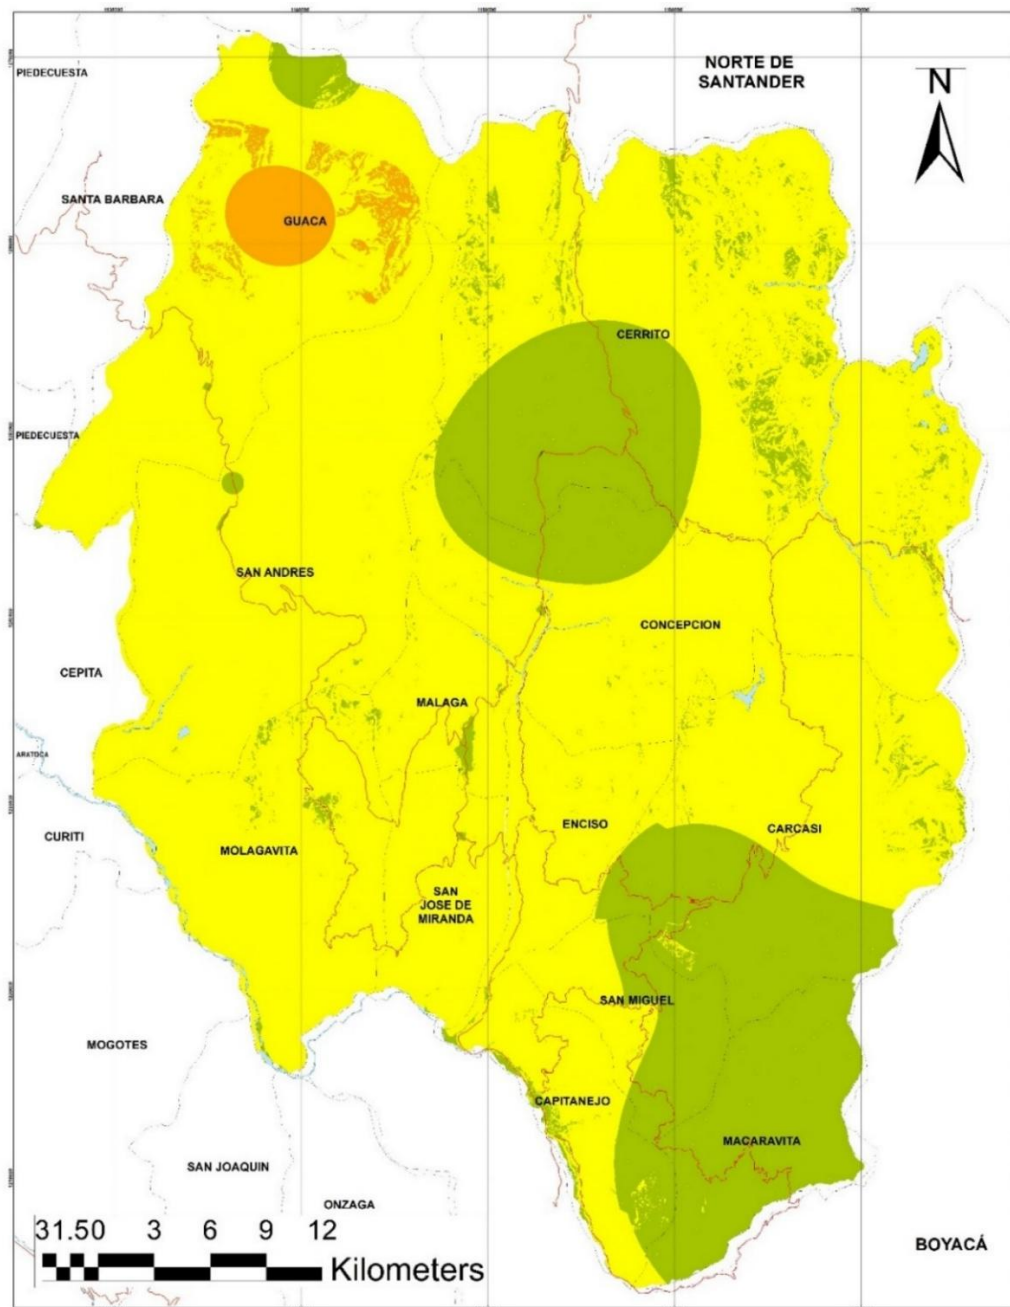 PIEDECUESTA
NORTE DE
SANTANDER
N
SANTA BARBARA
GUACA
CERRITO
PIEDECUESTA
SAN ANDRES
CONCEPCION
CEPITA
MALAGA
ARATOCA
CURITI
ENCISO
CARCASI
MOLAGAVITA
SAN
JOSE DE
MIRANDA
SAN MIGUEL
MOGOTES
CAPITANEJO
MACARAVITA
SAN JOAQUIN
ONZAGA
31.50 3 6 9 12
Kilometers
BOYACÁ